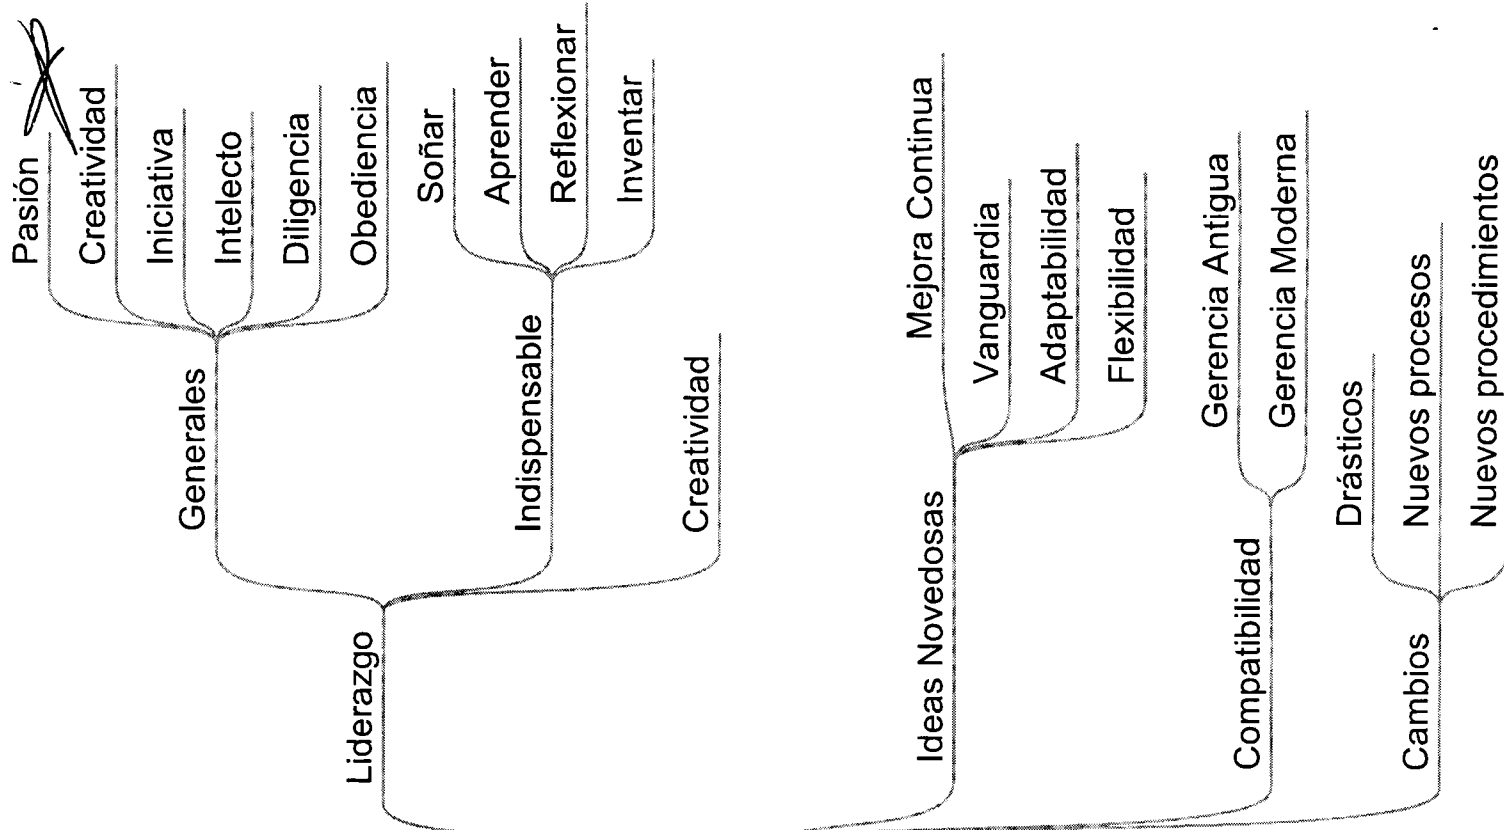 Liderazgo
Generales
Pasión
Creatividad
Iniciativa
Intelecto
Diligencia
Obediencia
Indispensable
Soñar
Aprender
Reflexionar
Inventar
Creatividad
Ideas Novedosas
Mejora Continua
Vanguardia
Adaptabilidad
Flexibilidad
Compatibilidad
Gerencia Antigua
Gerencia Moderna
Cambios
Drásticos
Nuevos procesos
Nuevos procedimientos